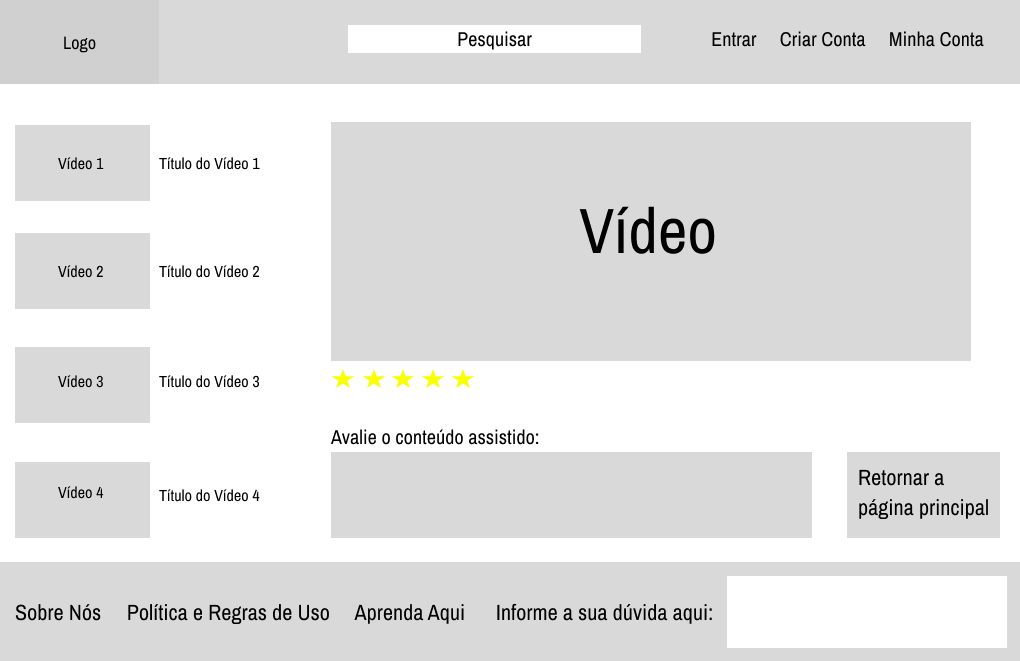 Logo
Pesquisar
Entrar Criar Conta Minha Conta
Vídeo 1
Título do Vídeo 1
Vídeo 2
Título do Vídeo 2
Vídeo 3
Título do Vídeo 3
Vídeo 4
Título do Vídeo 4
Vídeo
Avalie o conteúdo assistido:
Retornar a
página principal
Sobre Nós Política e Regras de Uso Aprenda Aqui Informe a sua dúvida aqui: